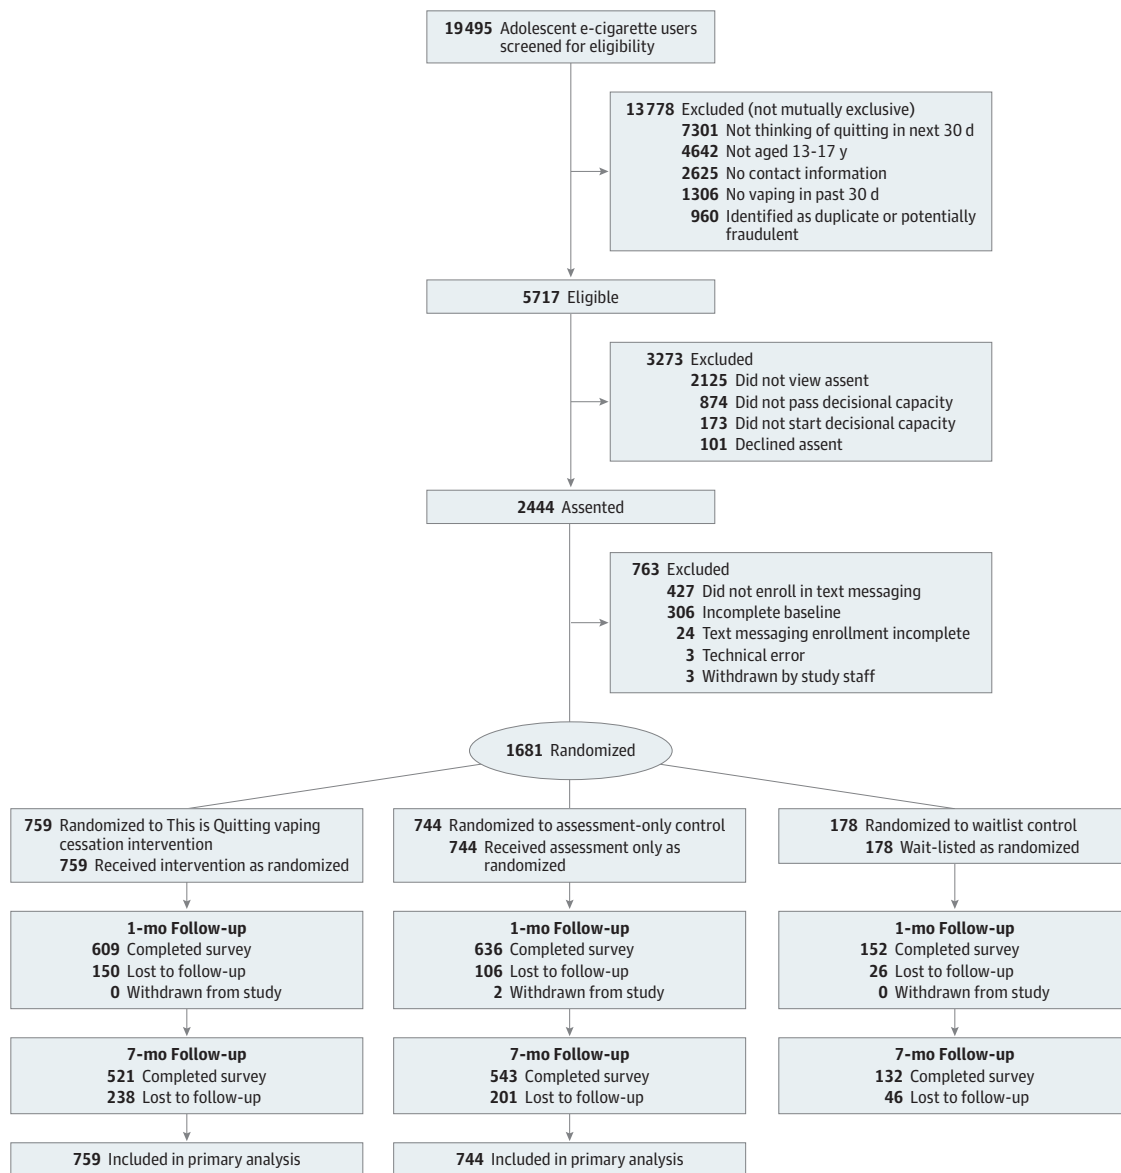 19495 Adolescent e-cigarette users
screened for eligibility
13778 Excluded (not mutually exclusive)
7301 Not thinking of quitting in next 30 d
4642 Not aged 13-17 y
2625 No contact information
1306 No vaping in past 30 d
960 Identified as duplicate or potentially
fraudulent
5717 Eligible
3273 Excluded
2125 Did not view assent
874 Did not pass decisional capacity
173 Did not start decisional capacity
101 Declined assent
2444 Assented
763 Excluded
427 Did not enroll in text messaging
306 Incomplete baseline
24 Text messaging enrollment incomplete
3 Technical error
3 Withdrawn by study staff
1681 Randomized
759 Randomized to This is Quitting vaping
cessation intervention
759 Received intervention as randomized
744 Randomized to assessment-only control
744 Received assessment only as
randomized
178 Randomized to waitlist control
178 Wait-listed as randomized
1-mo Follow-up
609 Completed survey
150 Lost to follow-up
0 Withdrawn from study
1-mo Follow-up
636 Completed survey
106 Lost to follow-up
2 Withdrawn from study
1-mo Follow-up
152 Completed survey
26 Lost to follow-up
0 Withdrawn from study
7-mo Follow-up
521 Completed survey
238 Lost to follow-up
7-mo Follow-up
543 Completed survey
201 Lost to follow-up
7-mo Follow-up
132 Completed survey
46 Lost to follow-up
759 Included in primary analysis
744 Included in primary analysis